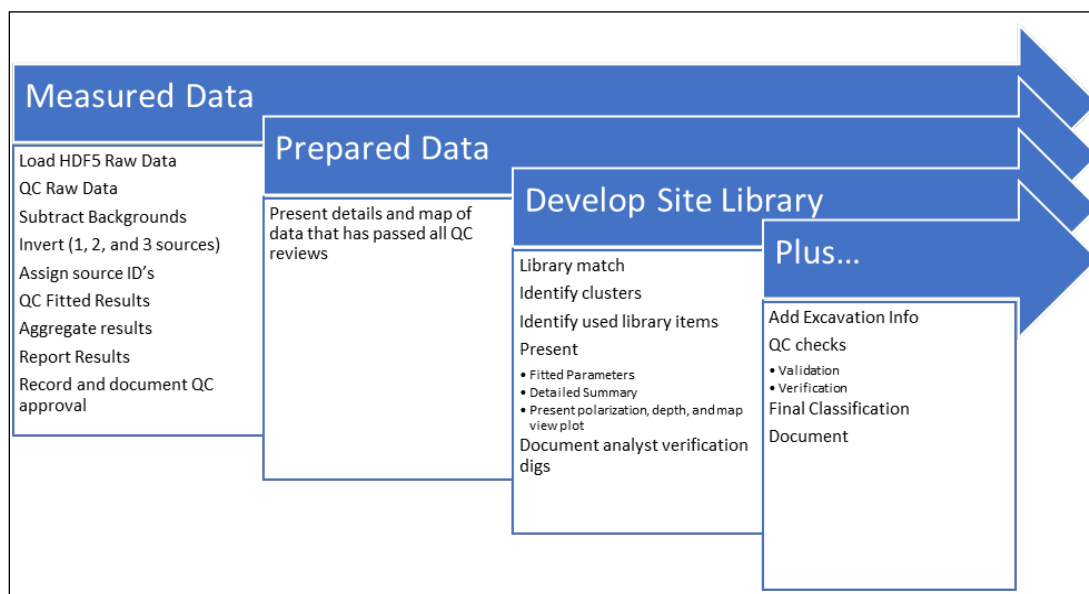 Measured Data
Load HDF5 Raw Data
QC Raw Data
Subtract Backgrounds
Invert (1, 2, and 3 sources)
Assign source ID's
QC Fitted Results
Aggregate results
Report Results
Record and document QC
approval
Prepared Data
Present details and map of
data that has passed all QC
reviews
Develop Site Library
Library match
Identify clusters
Identify used library items
Present
• Fitted Parameters
• Detailed Summary
• Present polarization, depth, and map
view plot
Document analyst verification
digs
Plus...
Add Excavation Info
QC checks
• Validation
• Verification
Final Classification
Document